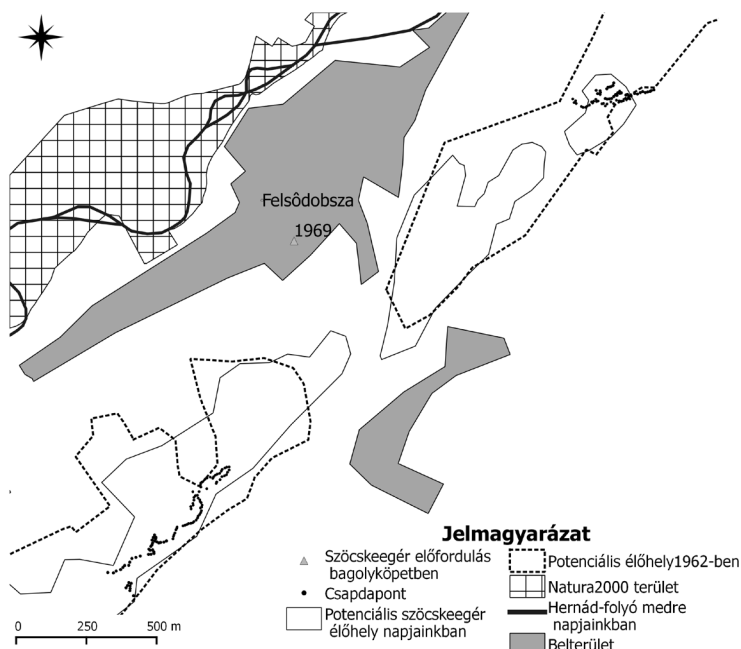 Felsôdobsza
1969
Jelmagyarázat
Szöcskeegér előfordulás
bagolyköpetben
Csapdapont
Potenciális szöcskeegér
élőhely napjainkban
Potenciális élőhely1962-ben
Natura2000 terület
Hernád-folyó medre
napjainkban
Belterület
0 250 500 m